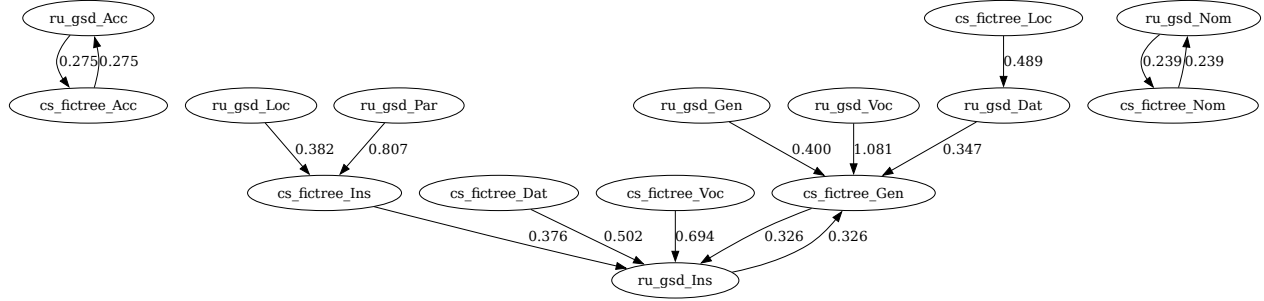 ru_gsd_Acc
cs_fictree_Loc
ru_gsd_Nom
0.275
0.275
0.489
0.239
0.239
cs_fictree_Acc
ru_gsd_Loc
ru_gsd_Par
ru_gsd_Gen
ru_gsd_Voc
ru_gsd_Dat
cs_fictree_Nom
0.382
0.807
0.400
1.081
0.347
cs_fictree_Ins
cs_fictree_Dat
cs_fictree_Voc
cs_fictree_Gen
0.376
0.502
0.694
0.326
0.326
ru_gsd_Ins